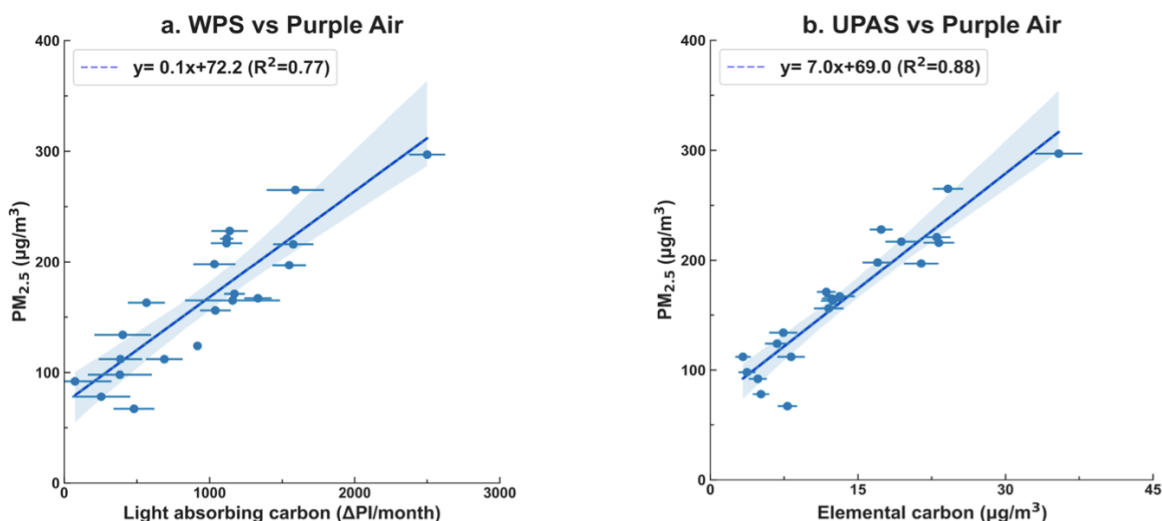 a. WPS vs Purple Air
400
300
200
100
0
PM2.5 (µg/m³)
y= 0.1x+72.2 (R²=0.77)
0 1000 2000 3000
Light absorbing carbon (ΔPI/month)
b. UPAS vs Purple Air
400
300
200
100
0
PM2.5 (µg/m³)
y= 7.0x+69.0 (R²=0.88)
0 15 30 45
Elemental carbon (µg/m³)